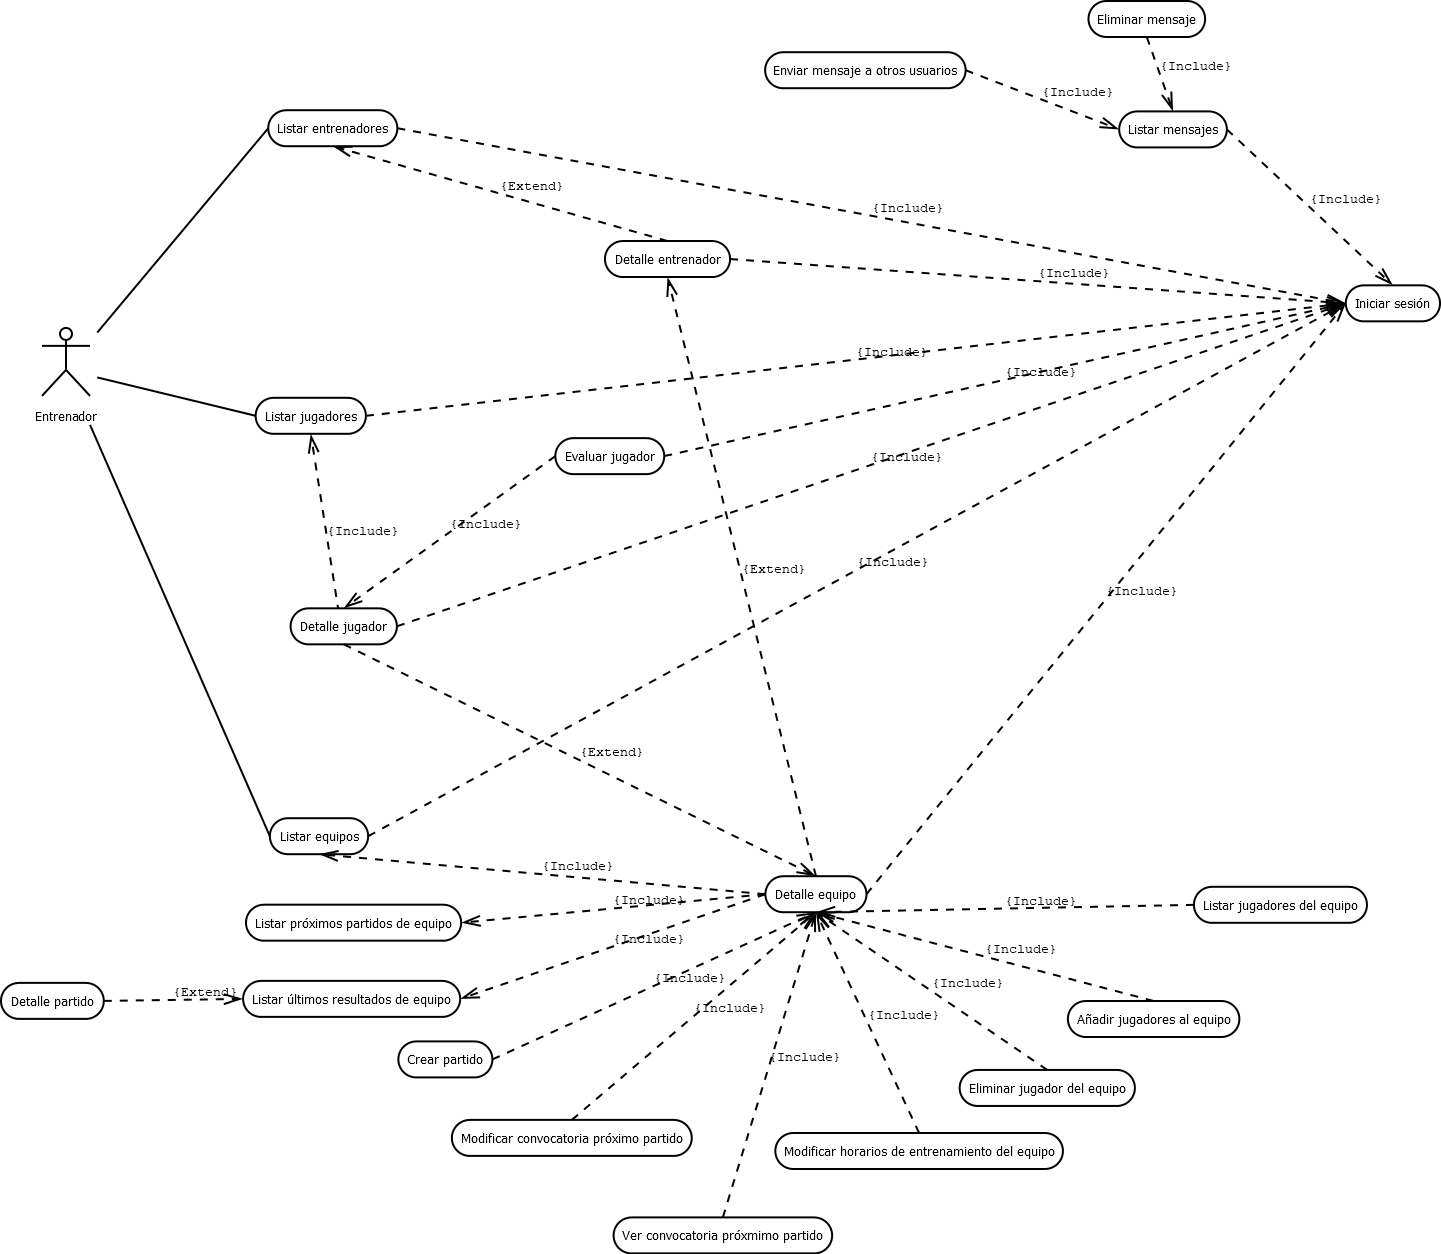 Eliminar mensaje
{Include}
Enviar mensaje a otros usuarios
{Include}
Listar mensajes
Listar entrenadores
{Extend}
{Include}
{Include}
Detalle entrenador
{Include}
Iniciar sesión
Entrenador
{Include}
{Include}
Listar jugadores
Evaluar jugador
{Include}
{Include}
{Include}
{Include}
{Extend}
{Include}
Detalle jugador
{Extend}
Listar equipos
{Include}
Detalle equipo
{Include}
{Include}
Listar jugadores del equipo
Listar próximos partidos de equipo
{Include}
{Include}
{Extend}
Detalle partido
Listar últimos resultados de equipo
{Include}
{Include}
{Include}
{Include}
Añadir jugadores al equipo
Crear partido
{Include}
Eliminar jugador del equipo
Modificar convocatoria próximo partido
Modificar horarios de entrenamiento del equipo
Ver convocatoria próxmimo partido